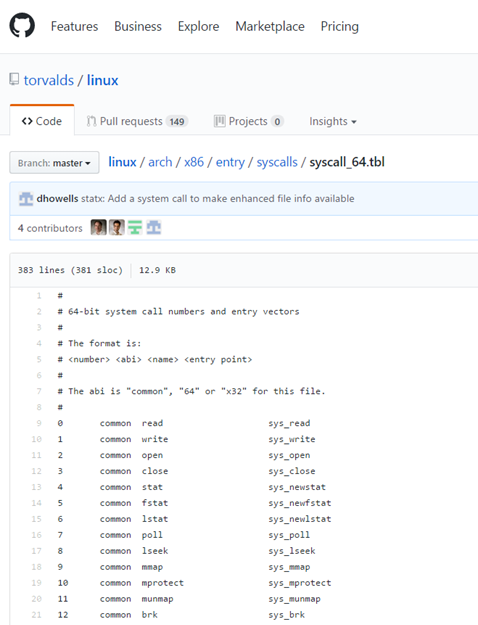 Features Business Explore Marketplace Pricing
torvalds / linux
<> Code Pull requests 149 Projects 0 Insights
Branch: master linux / arch / x86 / entry / syscalls / syscall_64.tbl
dhowells statx: Add a system call to make enhanced file info available
4 contributors
383 lines (381 sloc) 12.9 KB
1 #
2 # 64-bit system call numbers and entry vectors
3 #
4 # The format is:
5 # <number> <abi> <name> <entry point>
6 #
7 # The abi is "common", "64" or "x32" for this file.
8 #
9 0 common read sys_read
10 1 common write sys_write
11 2 common open sys_open
12 3 common close sys_close
13 4 common stat sys_newstat
14 5 common fstat sys_newfstat
15 6 common lstat sys_newlstat
16 7 common poll sys_poll
17 8 common lseek sys_lseek
18 9 common mmap sys_mmap
19 10 common mprotect sys_mprotect
20 11 common munmap sys_munmap
21 12 common brk sys_brk